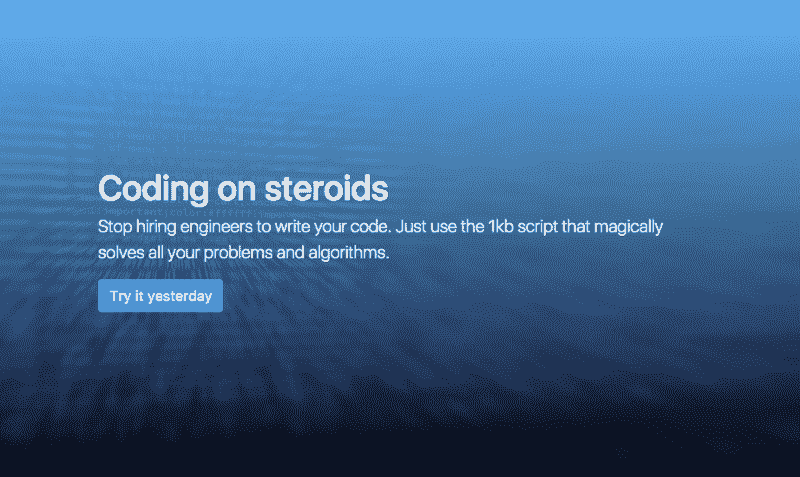 Coding on steroids
Stop hiring engineers to write your code. Just use the 1kb script that magically
solves all your problems and algorithms.
Try it yesterday